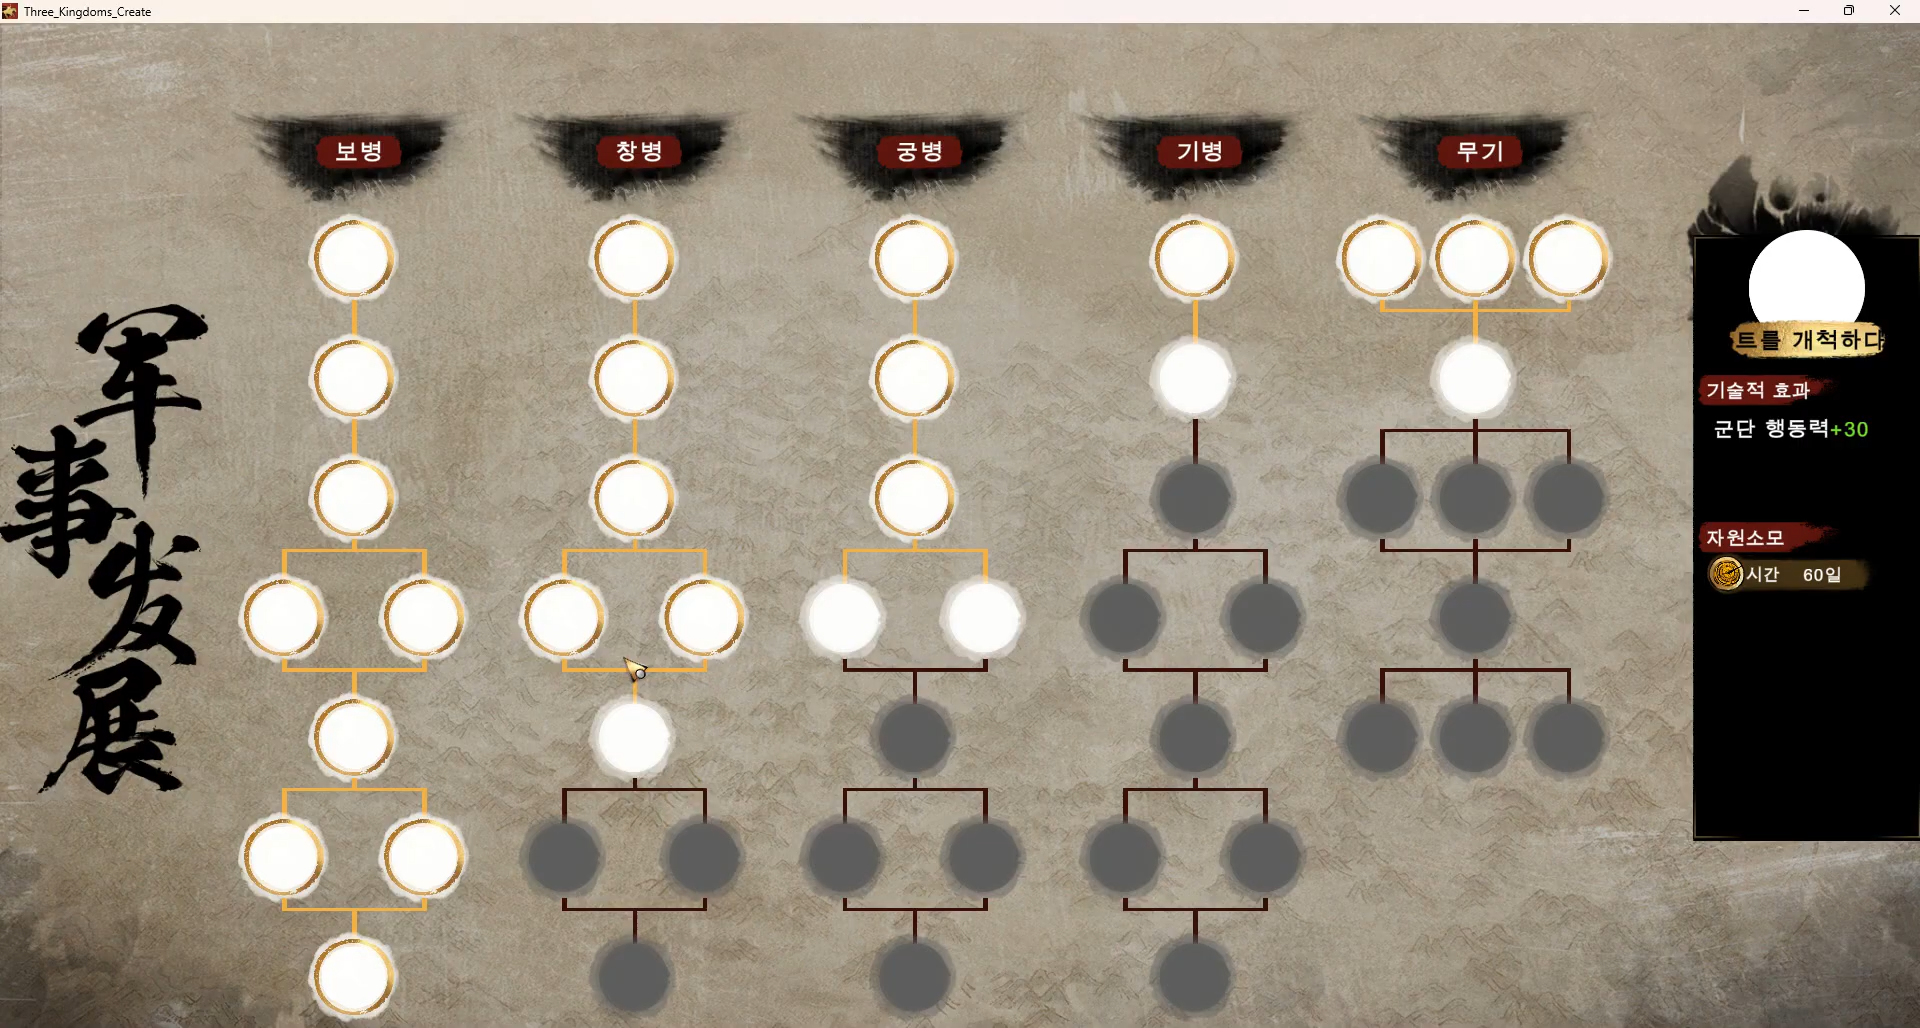 Three_Kingdoms_Create
보병
창병
궁병
기병
무기
军事发展
트를 개척하다
기술적 효과
군단 행동력+30
자원소모
시간 60일